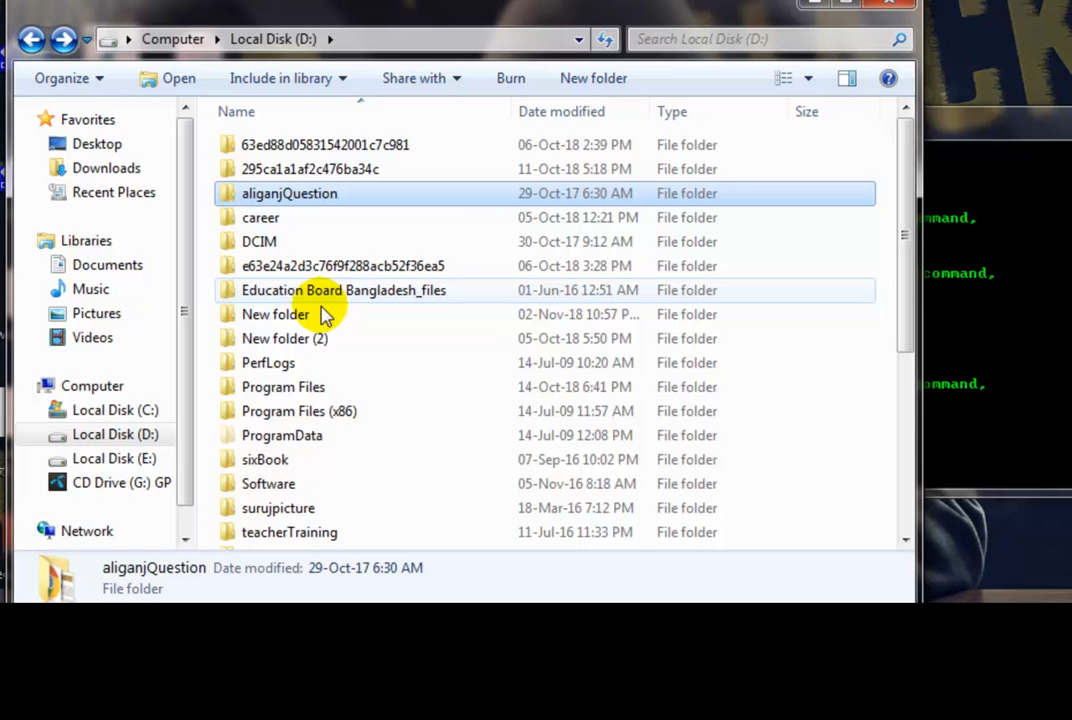 CK
Computer Local Disk (D:) Search Local Disk (D:)
Organize Open Include in library Share with Burn New folder
Name Date modified Type Size
Favorites
Desktop
Downloads
Recent Places
Libraries
Documents
Music
Pictures
Videos
Computer
Local Disk (C:)
Local Disk (D:)
Local Disk (E:)
CD Drive (G:) GP
Network
63ed88d05831542001c7c981 06-Oct-18 2:39 PM File folder
295ca1a1af2c476ba34c 11-Oct-18 5:18 PM File folder
aliganjQuestion 29-Oct-17 6:30 AM File folder
career 05-Oct-18 12:21 PM File folder
DCIM 30-Oct-17 9:12 AM File folder
e63e24a2d3c76f9f288acb52f36ea5 06-Oct-18 3:28 PM File folder
Education Board Bangladesh_files 01-Jun-16 12:51 AM File folder
New folder 02-Nov-18 10:57 P... File folder
New folder (2) 05-Oct-18 5:50 PM File folder
PerfLogs 14-Jul-09 10:20 AM File folder
Program Files 14-Oct-18 6:41 PM File folder
Program Files (x86) 14-Jul-09 11:57 AM File folder
ProgramData 14-Jul-09 12:08 PM File folder
sixBook 07-Sep-16 10:02 PM File folder
Software 05-Nov-16 8:18 AM File folder
surujpicture 18-Mar-16 7:12 PM File folder
teacherTraining 11-Jul-16 11:33 PM File folder
ommand,
command,
ommand,
aliganjQuestion Date modified: 29-Oct-17 6:30 AM
File folder